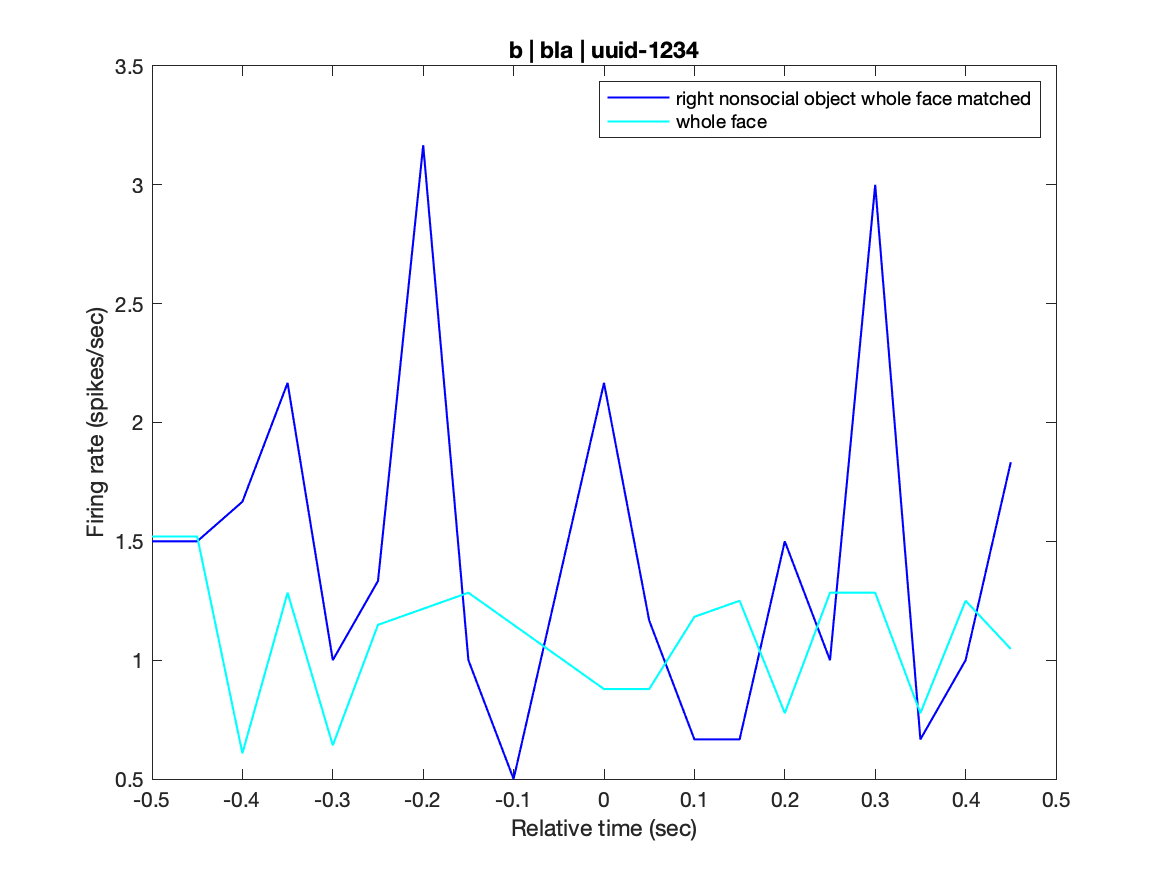 b | bla | uuid-1234
right nonsocial object whole face matched
whole face
Firing rate (spikes/sec)
3.5
3
2.5
2
1.5
1
0.5
-0.5 -0.4 -0.3 -0.2 -0.1 0 0.1 0.2 0.3 0.4 0.5
Relative time (sec)